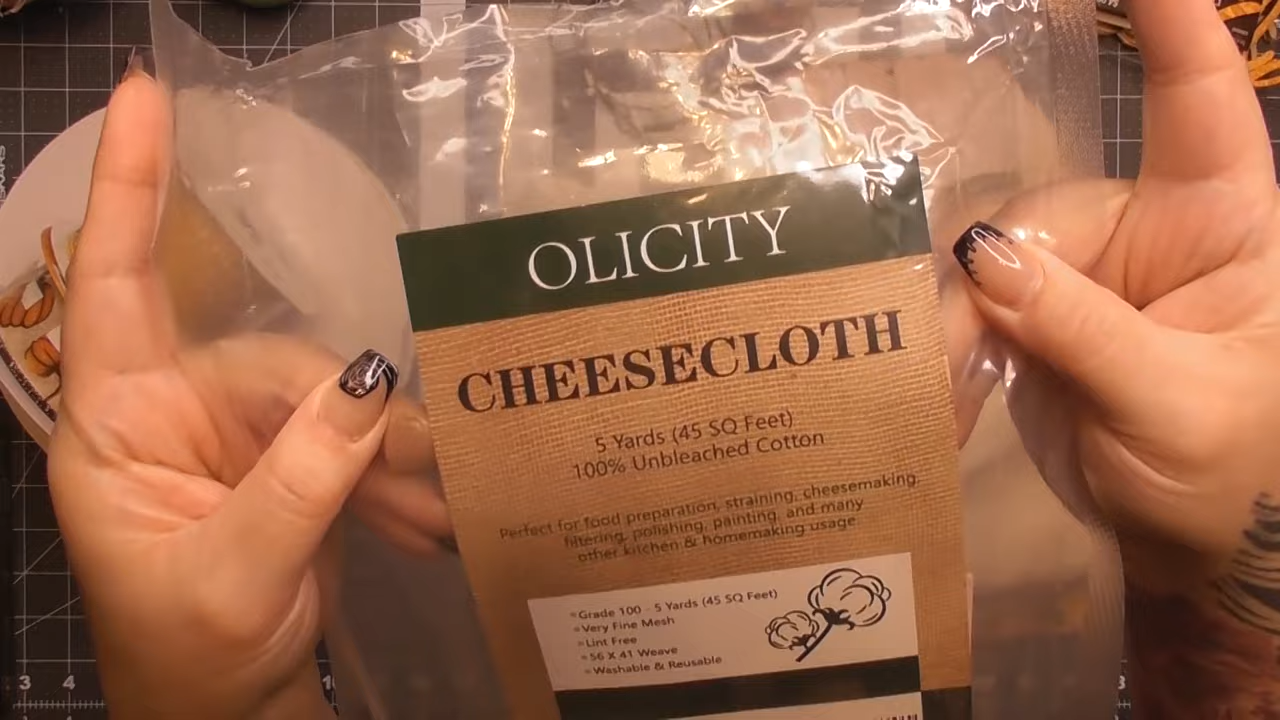 OLICITY
CHEESECLOTH
5 Yards (45 SQ Feet)
100% Unbleached Cotton
Perfect for food preparation, straining, cheesemaking,
filtering, polishing, painting, and many
other kitchen & homemaking usage
Grade 100 - 5 Yards (45 SQ Feet)
Very Fine Mesh
Lint Free
56 X 41 Weave
Washable & Reusable
3 4